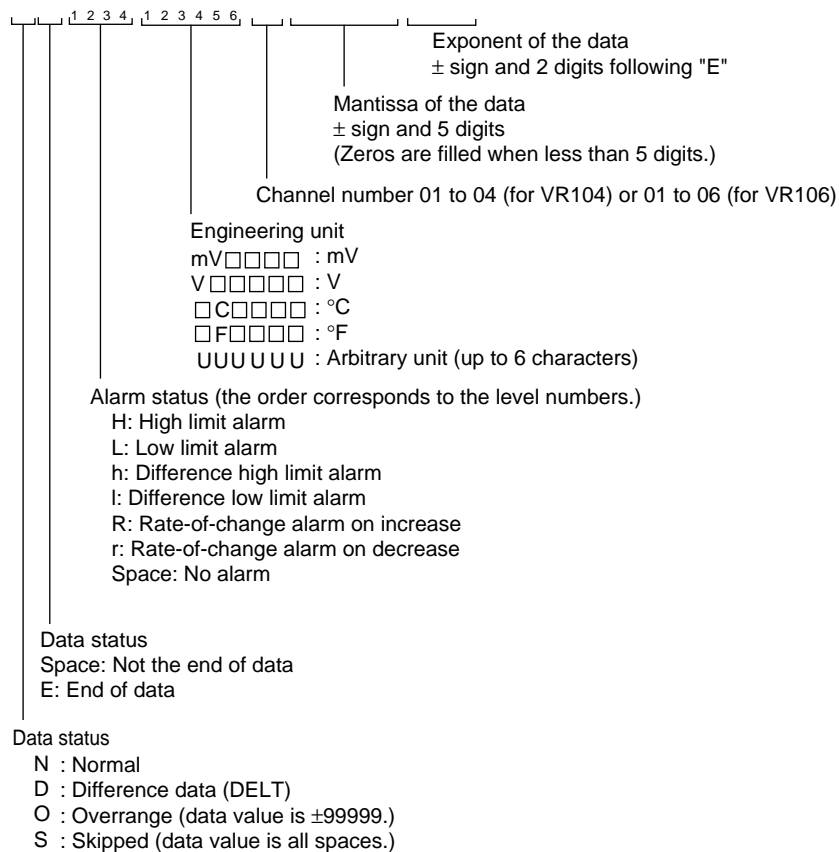 1 2 3 4 1 2 3 4 5 6
Exponent of the data
± sign and 2 digits following "E"
Mantissa of the data
± sign and 5 digits
(Zeros are filled when less than 5 digits.)
Channel number 01 to 04 (for VR104) or 01 to 06 (for VR106)
Engineering unit
mV□□□□ : mV
V□□□□□ : V
□C□□□□ : °C
□F□□□□ : °F
UUUUUU : Arbitrary unit (up to 6 characters)
Alarm status (the order corresponds to the level numbers.)
H: High limit alarm
L: Low limit alarm
h: Difference high limit alarm
l: Difference low limit alarm
R: Rate-of-change alarm on increase
r: Rate-of-change alarm on decrease
Space: No alarm
Data status
Space: Not the end of data
E: End of data
Data status
N : Normal
D : Difference data (DELT)
O : Overrange (data value is ±99999.)
S : Skipped (data value is all spaces.)